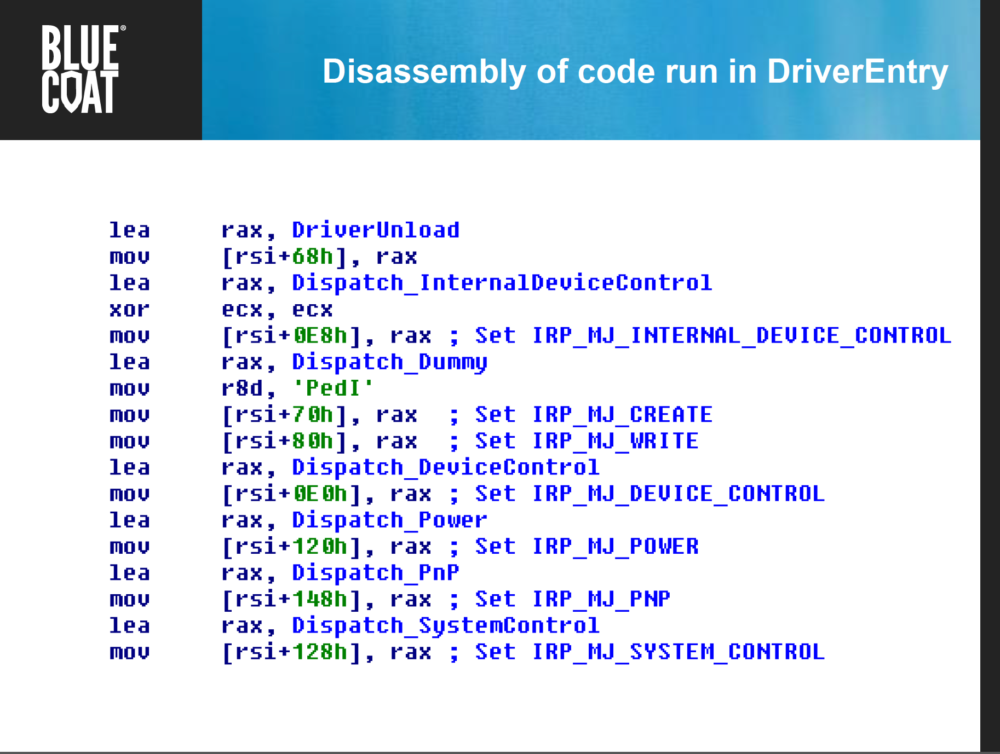 BLUE®
COAT
Disassembly of code run in DriverEntry
lea rax, DriverUnload
mov [rsi+68h], rax
lea rax, Dispatch_InternalDeviceControl
xor ecx, ecx
mov [rsi+0E8h], rax ; Set IRP_MJ_INTERNAL_DEVICE_CONTROL
lea rax, Dispatch_Dummy
mov r8d, 'PedI'
mov [rsi+70h], rax ; Set IRP_MJ_CREATE
mov [rsi+80h], rax ; Set IRP_MJ_WRITE
lea rax, Dispatch_DeviceControl
mov [rsi+0E0h], rax ; Set IRP_MJ_DEVICE_CONTROL
lea rax, Dispatch_Power
mov [rsi+120h], rax ; Set IRP_MJ_POWER
lea rax, Dispatch_PnP
mov [rsi+148h], rax ; Set IRP_MJ_PNP
lea rax, Dispatch_SystemControl
mov [rsi+128h], rax ; Set IRP_MJ_SYSTEM_CONTROL